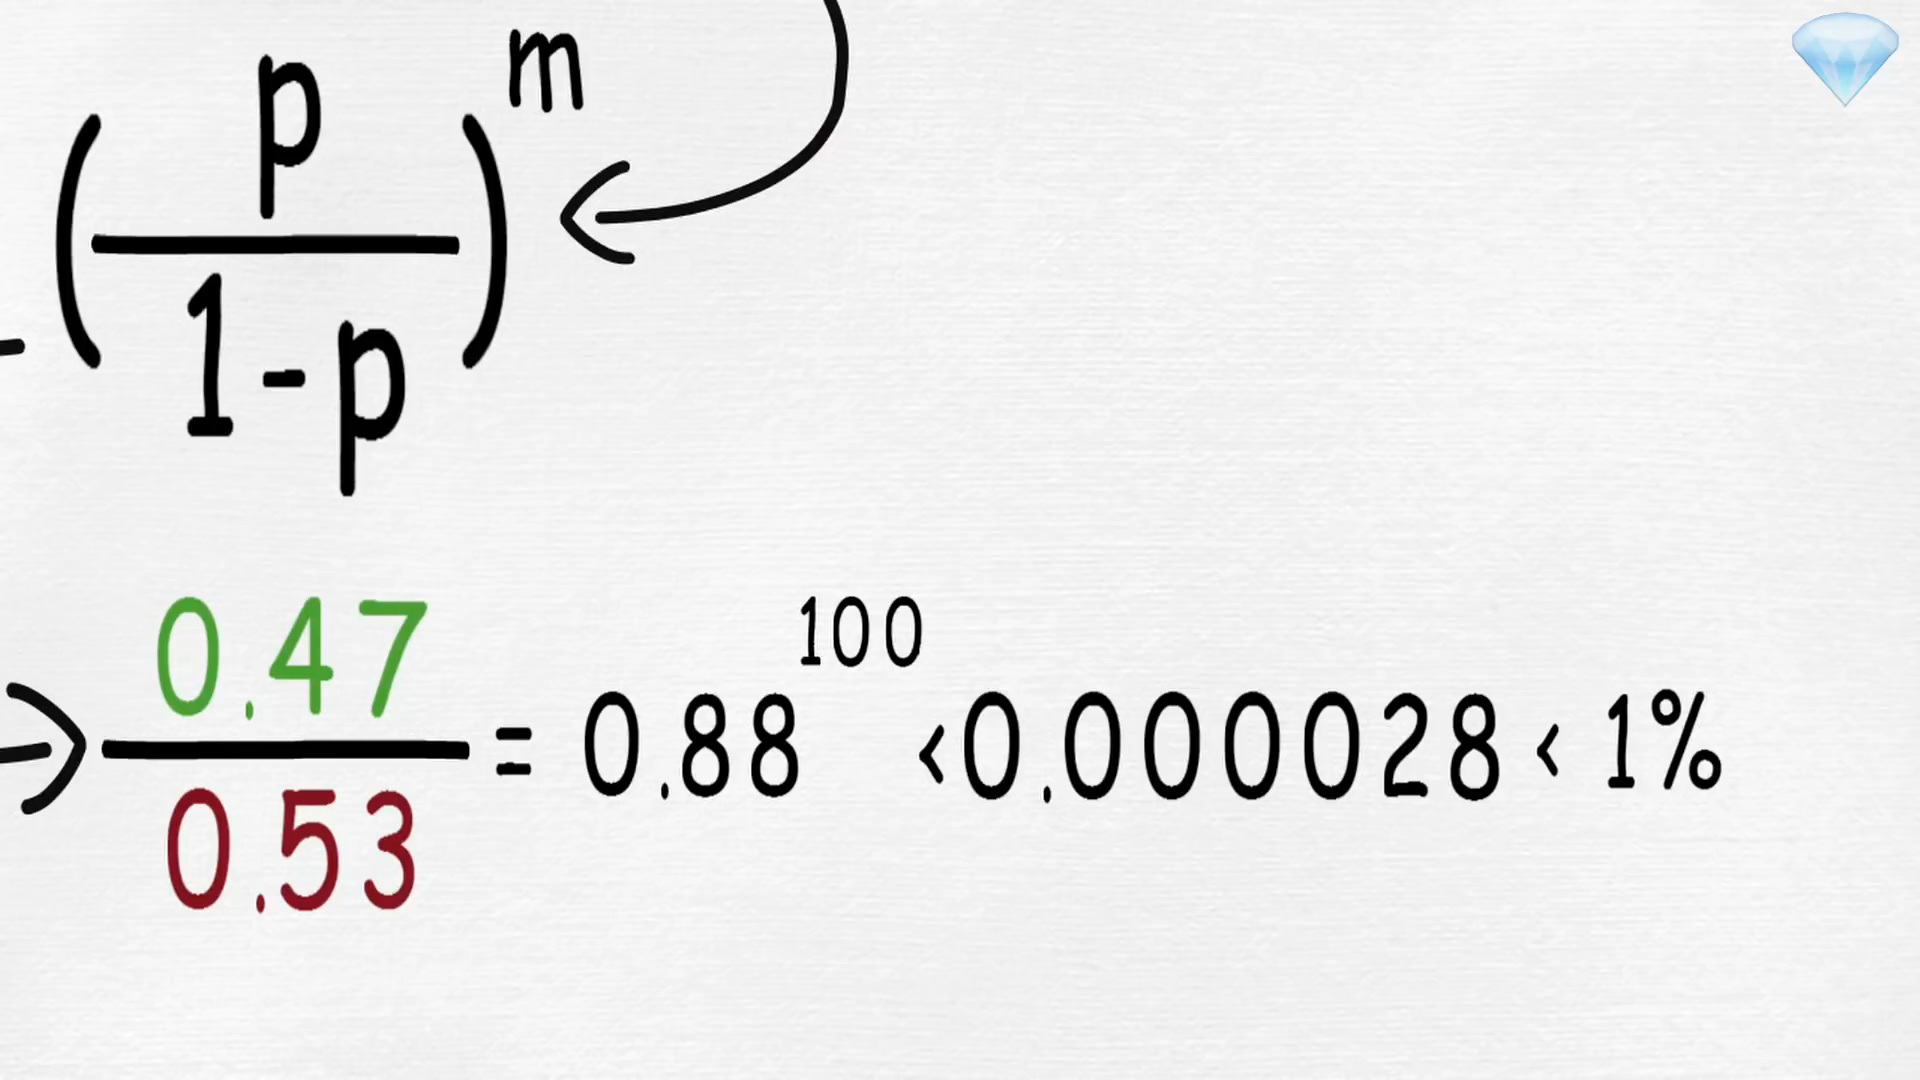 - (p / 1-p)^m
0.47 / 0.53 = 0.88^100 <0.000028 < 1%